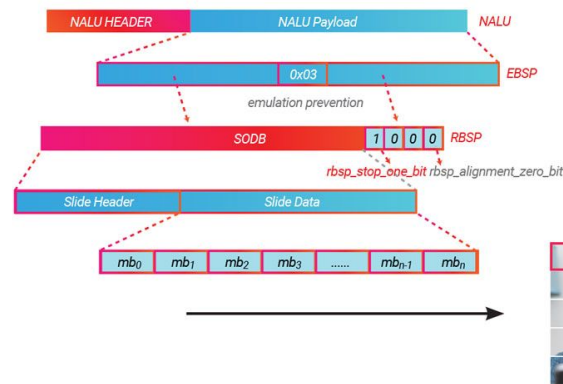 NALU HEADER NALU Payload NALU
0x03 EBSP
emulation prevention
SODB 1 0 0 0 RBSP
rbsp_stop_one_bit rbsp_alignment_zero_bit
Slide Header Slide Data
mb0 mb1 mb2 mb3 ...... mbn-1 mbn